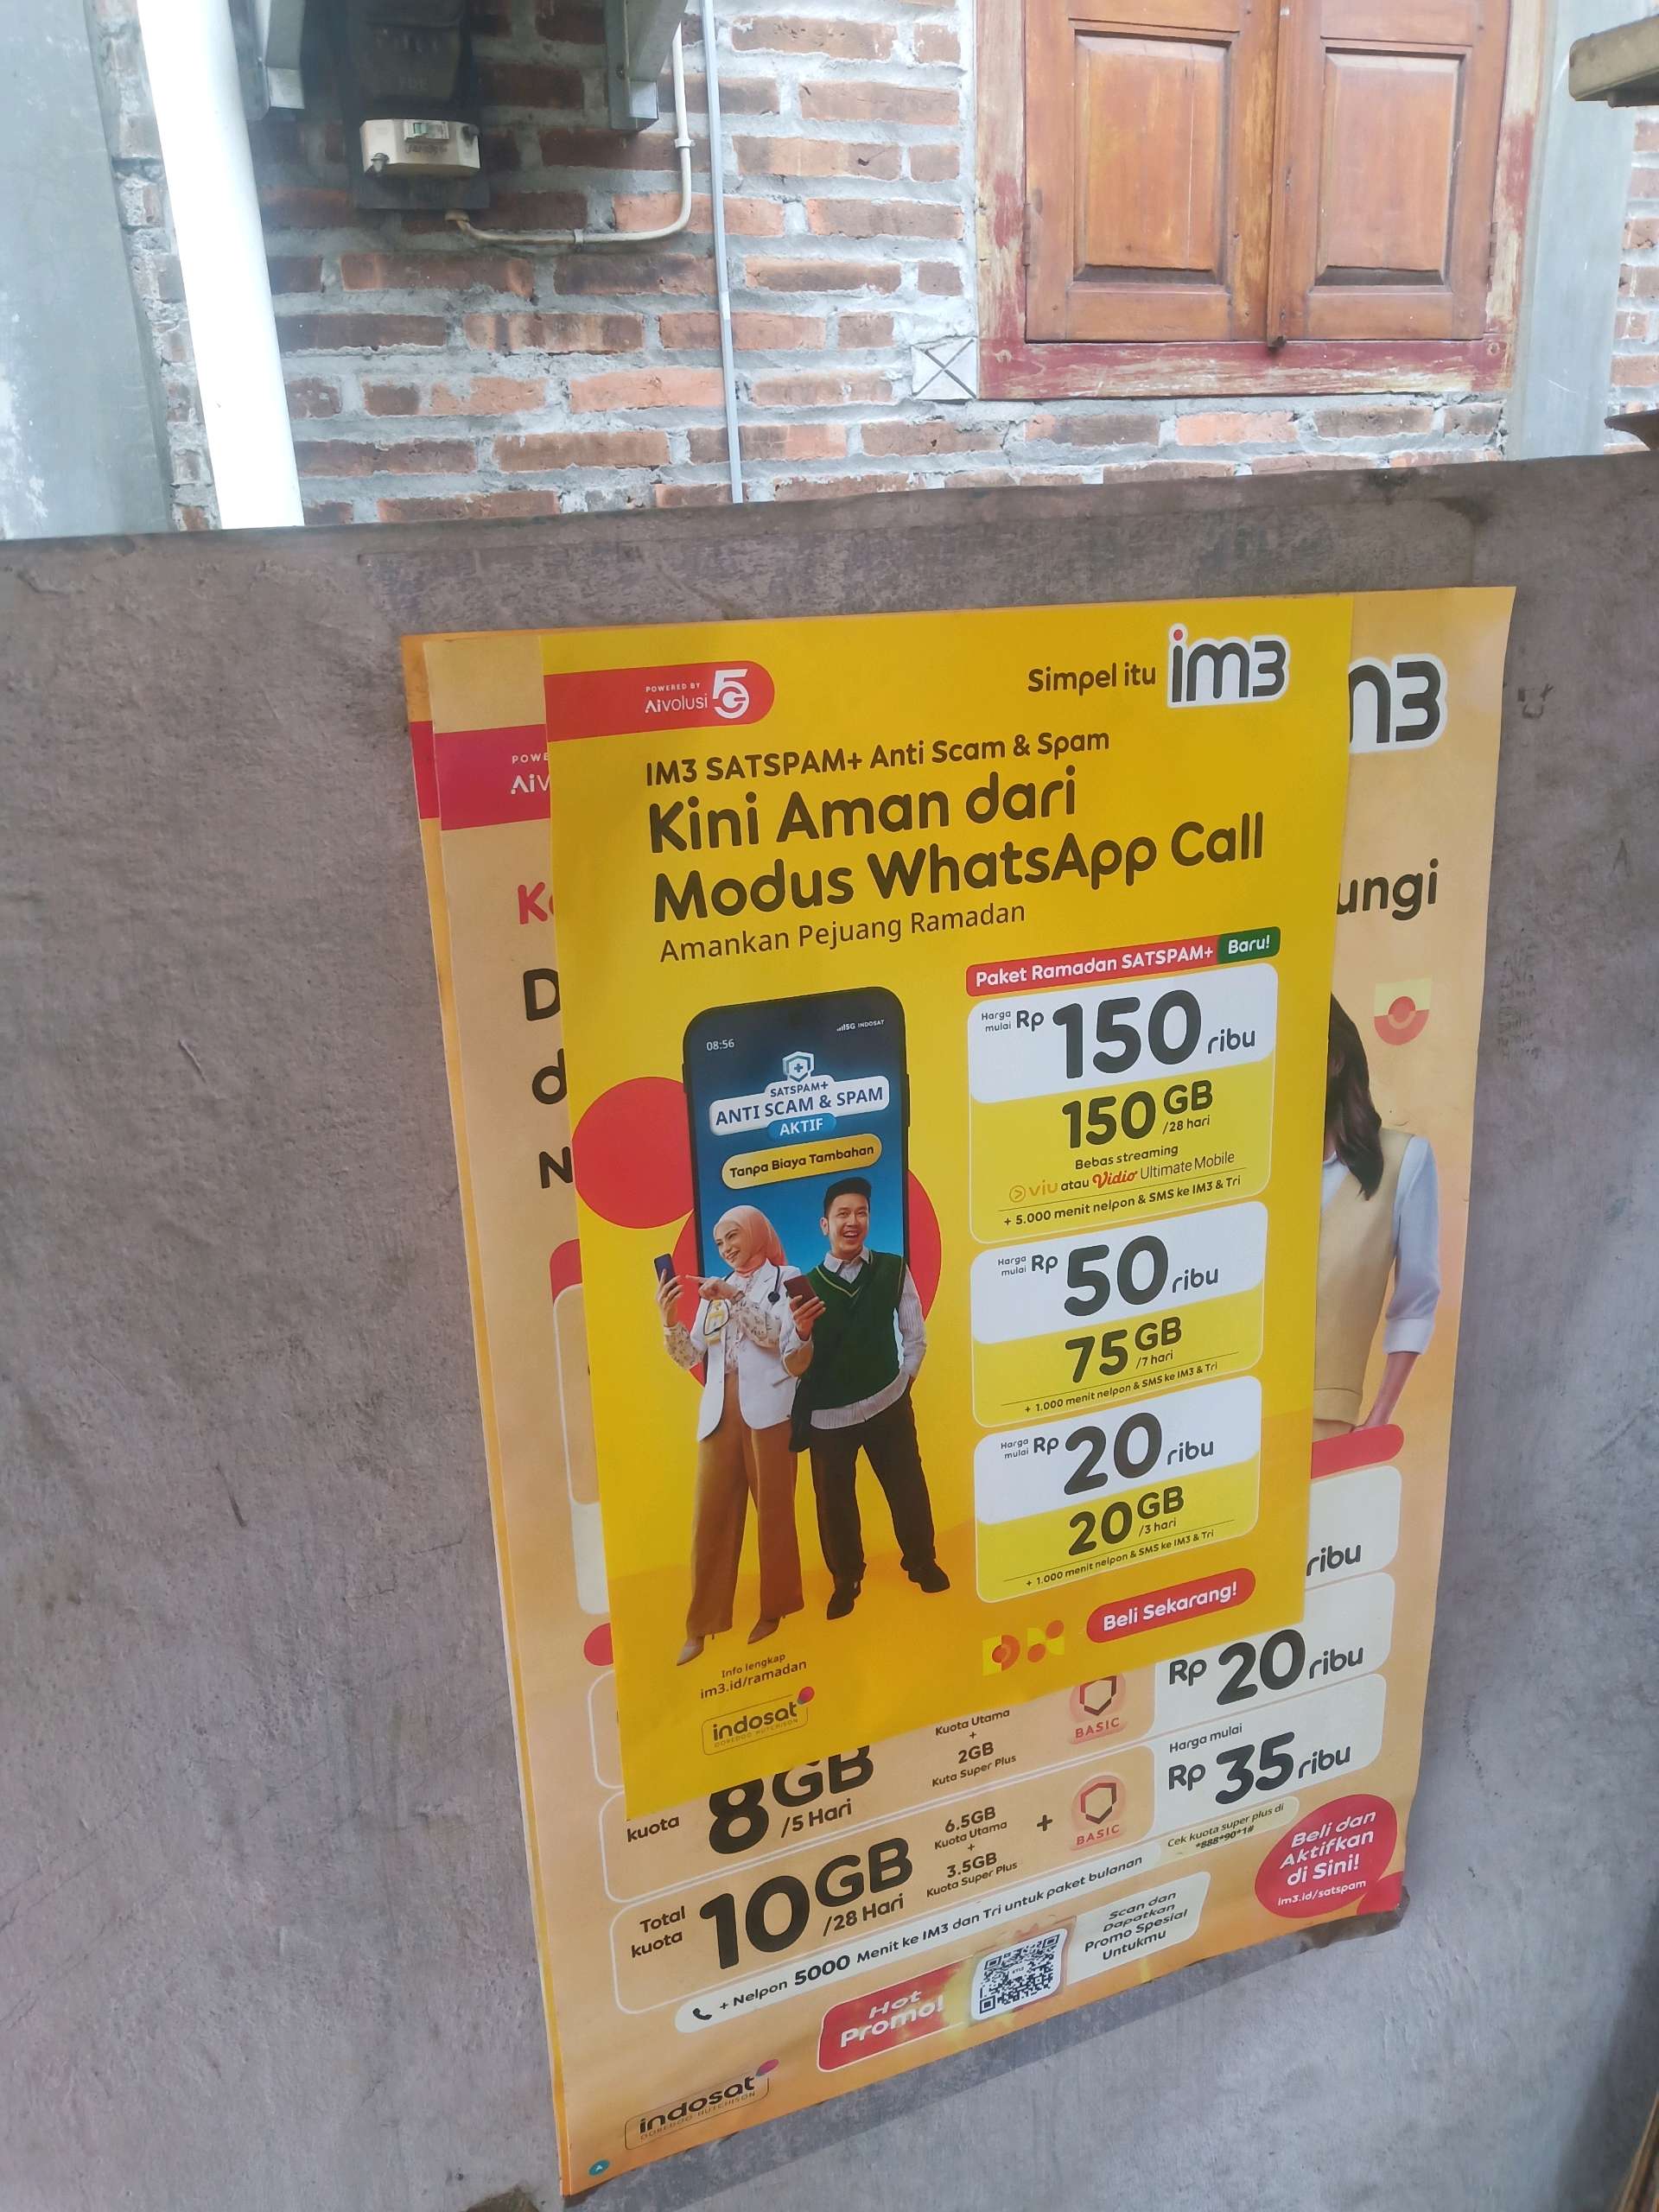 POWERED BY
Aivolusi 5G
Simpel itu im3
IM3 SATSPAM+ Anti Scam & Spam
Kini Aman dari
Modus WhatsApp Call
Amankan Pejuang Ramadan
Paket Ramadan SATSPAM+ Baru!
Harga mulai Rp 150 ribu
150 GB /28 hari
Bebas streaming
viu atau Vidio Ultimate Mobile
+ 5.000 menit nelpon & SMS ke IM3 & Tri
Harga mulai Rp 50 ribu
75 GB /7 hari
+ 1.000 menit nelpon & SMS ke IM3 & Tri
Harga mulai Rp 20 ribu
20 GB /3 hari
+ 1.000 menit nelpon & SMS ke IM3 & Tri
Beli Sekarang!
08:56
5G INDOSAT
SATSPAM+
ANTI SCAM & SPAM
AKTIF
Tanpa Biaya Tambahan
Info lengkap
im3.id/ramadan
indosat
OOREDOO HUTCHISON
POWE
AiV
m3
ungi
D
d
N
ribu
kuota 8GB /5 Hari
Kuota Utama
+
2GB
Kuta Super Plus
BASIC
Rp 20 ribu
Total kuota 10GB /28 Hari
6.5GB
Kuota Utama
+
3.5GB
Kuota Super Plus
+
BASIC
Harga mulai
Rp 35 ribu
Cek kuota super plus di
*888*90*1#
+ Nelpon 5000 Menit ke IM3 dan Tri untuk paket bulanan
Beli dan
Aktifkan
di Sini!
im3.id/satspam
Hot
Promo!
Scan dan
Dapatkan
Promo Spesial
Untukmu
indosat
OOREDOO HUTCHISON